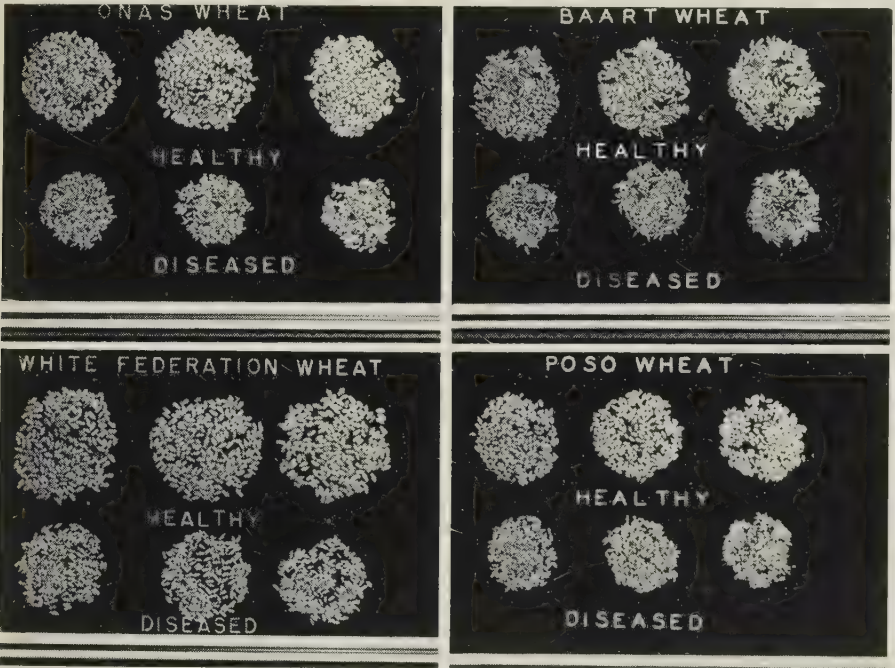 ONAS WHEAT
HEALTHY
DISEASED
BAART WHEAT
HEALTHY
DISEASED
WHITE FEDERATION WHEAT
HEALTHY
DISEASED
POSO WHEAT
HEALTHY
DISEASED